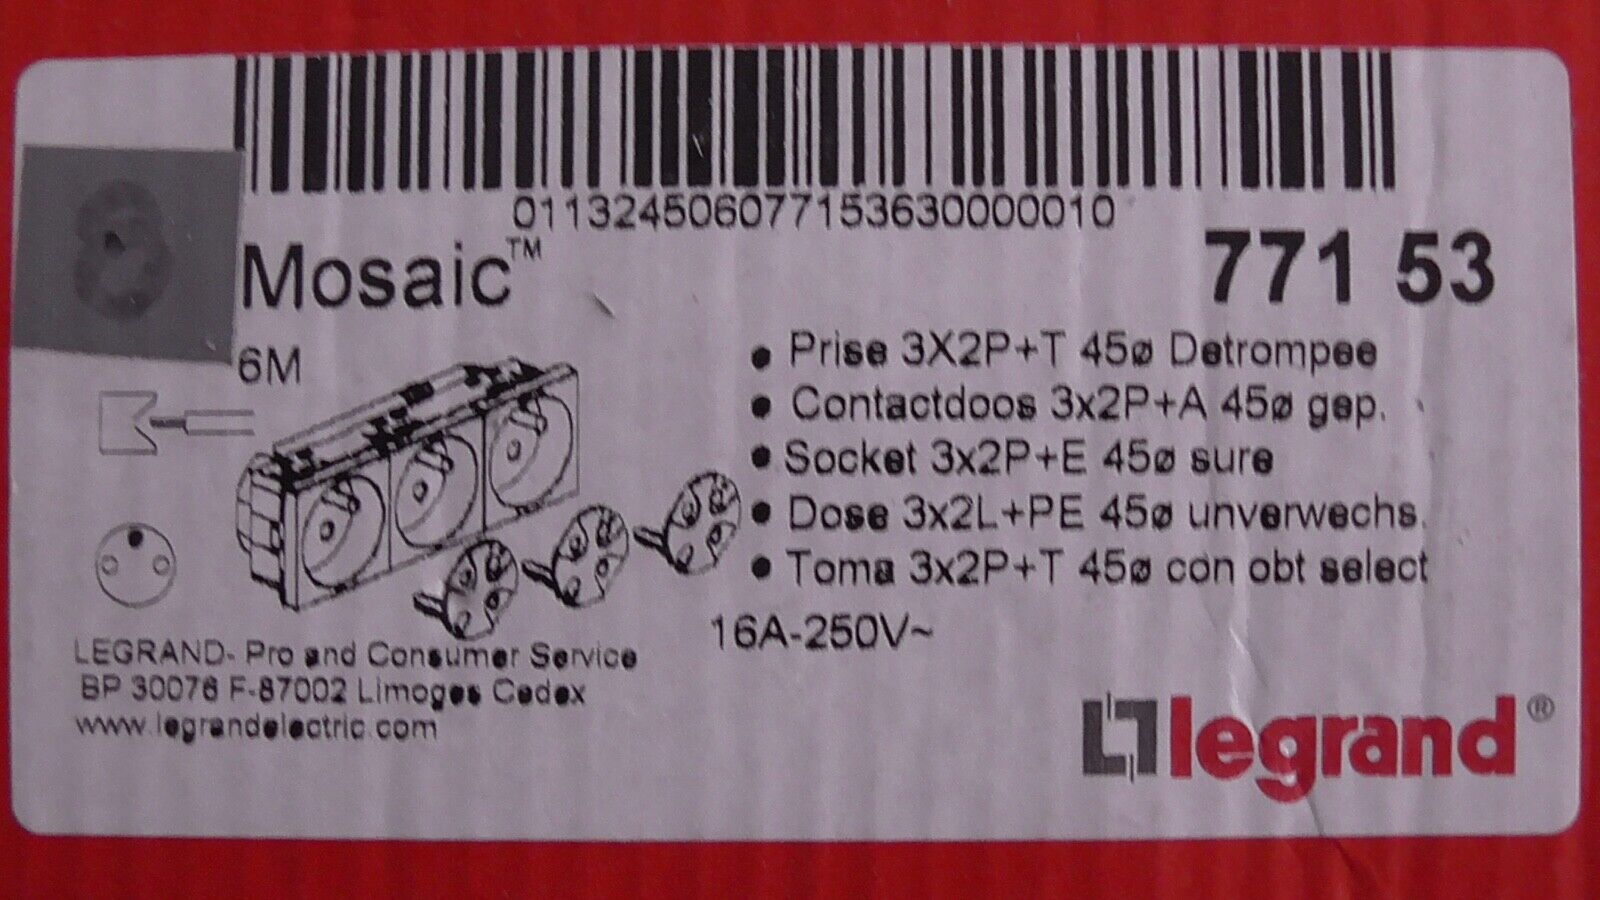 01132450607715363000010
Mosaic™
771 53
6M
• Prise 3X2P+T 45ø Detrompee
• Contactdoos 3x2P+A 45ø gep.
• Socket 3x2P+E 45ø sure
• Dose 3x2L+PE 45ø unverwechs.
• Toma 3x2P+T 45ø con obt select
16A-250V~
LEGRAND- Pro and Consumer Service
BP 30076 F-87002 Limoges Cedex
www.legrandelectric.com
legrand®